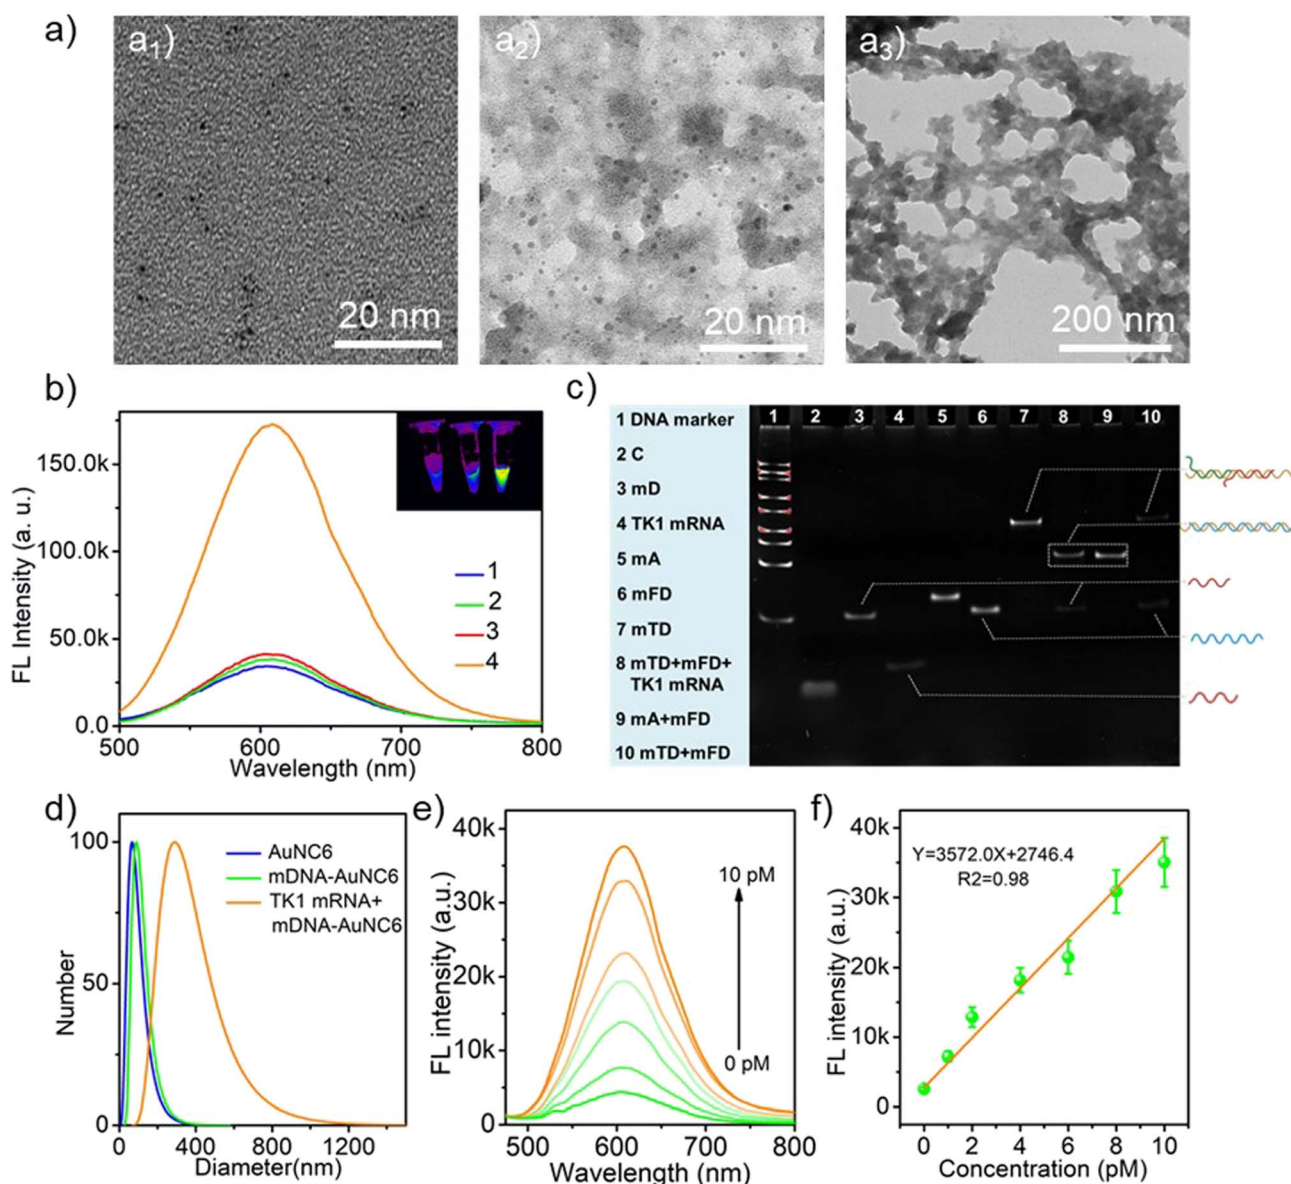 a)
a1)
20 nm
a2)
20 nm
a3)
200 nm
b)
FL Intensity (a. u.)
150.0k
100.0k
50.0k
0.0
1
2
3
4
500
600
700
800
Wavelength (nm)
c)
1 DNA marker
2 C
3 mD
4 TK1 mRNA
5 mA
6 mFD
7 mTD
8 mTD+mFD+
TK1 mRNA
9 mA+mFD
10 mTD+mFD
1 2 3 4 5 6 7 8 9 10
d)
Number
100
50
0
AuNC6
mDNA-AuNC6
TK1 mRNA+
mDNA-AuNC6
0 400 800 1200
Diameter(nm)
e)
FL intensity (a.u.)
40k
30k
20k
10k
0
10 pM
0 pM
500 600 700 800
Wavelength (nm)
f)
FL intensity (a.u.)
40k
30k
20k
10k
0
Y=3572.0X+2746.4
R2=0.98
0 2 4 6 8 10
Concentration (pM)